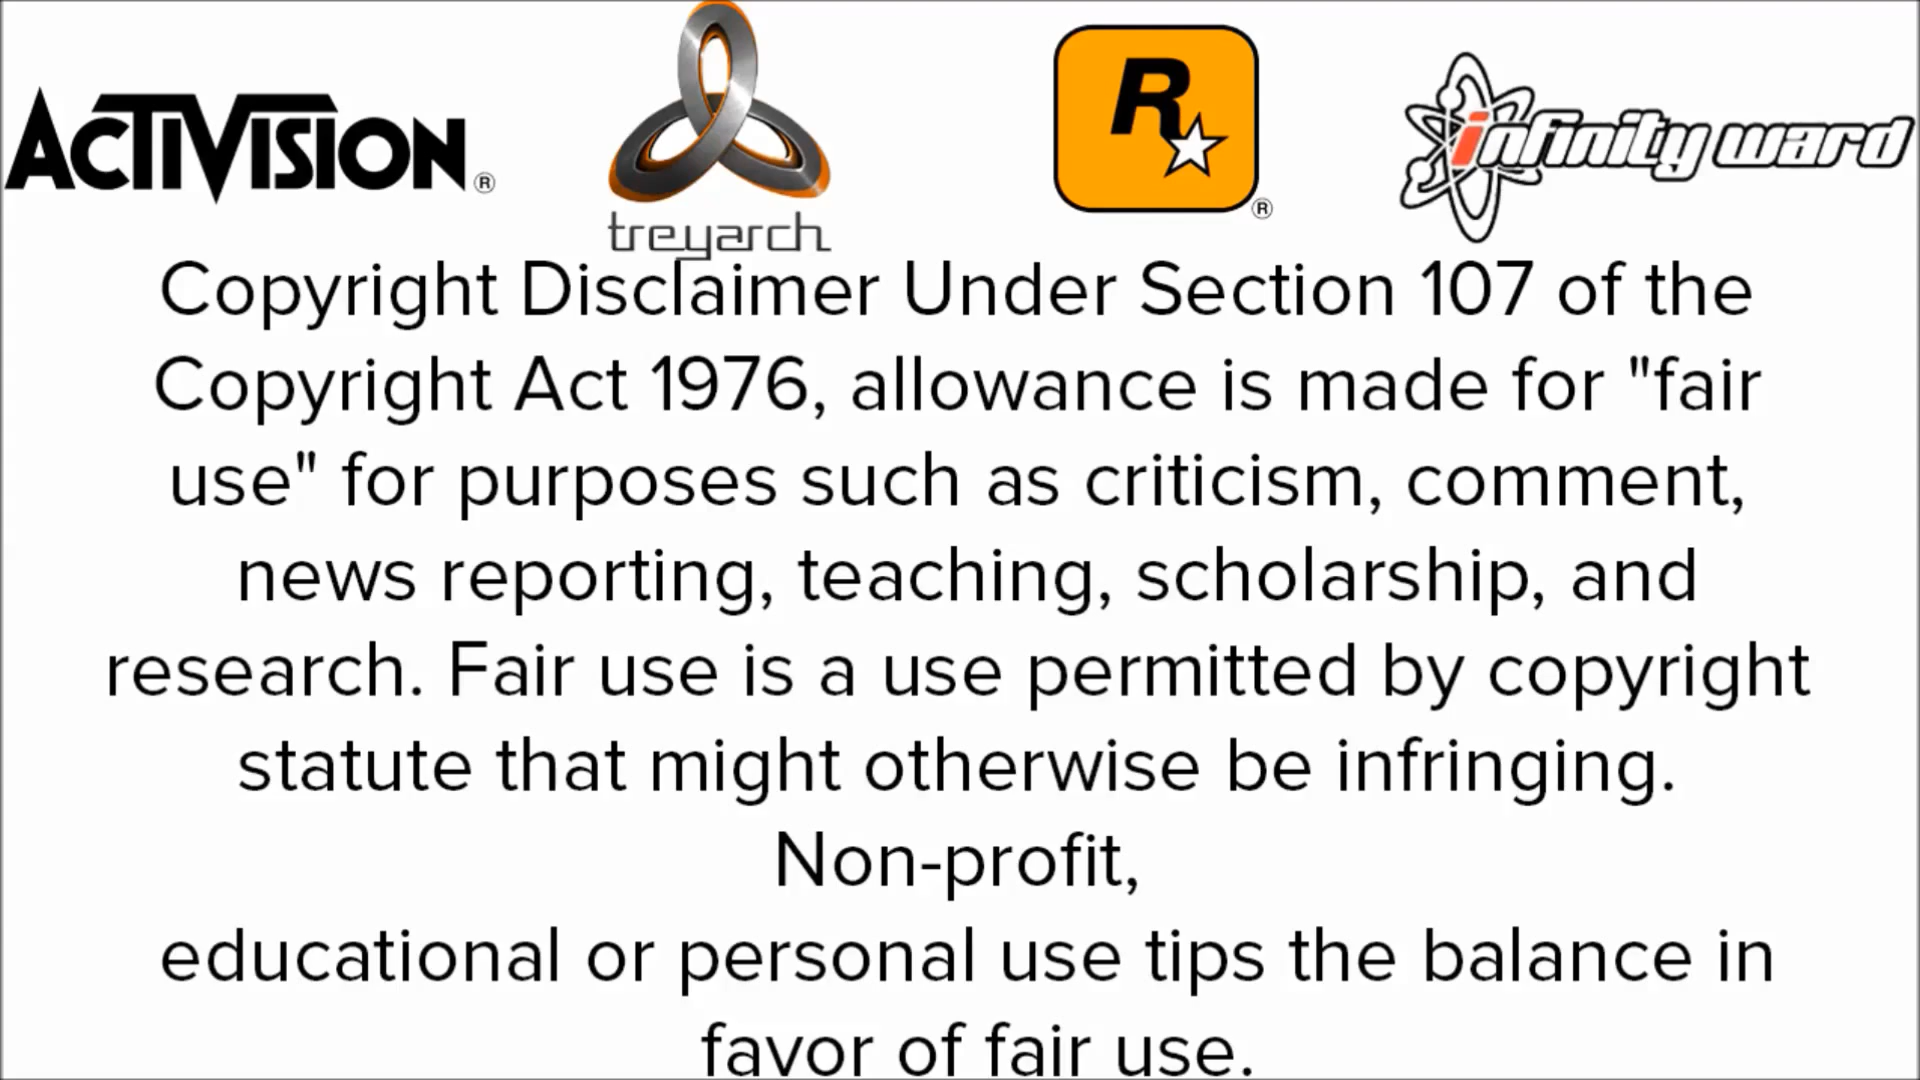 ACTIVISION®
treyarch
R®
infinity ward
Copyright Disclaimer Under Section 107 of the
Copyright Act 1976, allowance is made for "fair
use" for purposes such as criticism, comment,
news reporting, teaching, scholarship, and
research. Fair use is a use permitted by copyright
statute that might otherwise be infringing.
Non-profit,
educational or personal use tips the balance in
favor of fair use.